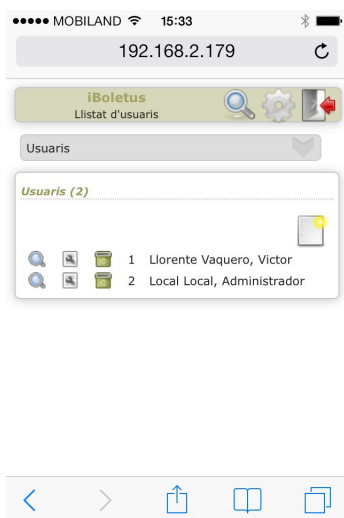 MOBILAND 15:33
192.168.2.179
iBoletus
Llistat d'usuaris
Usuaris
Usuaris (2)
1 Llorente Vaquero, Victor
2 Local Local, Administrador